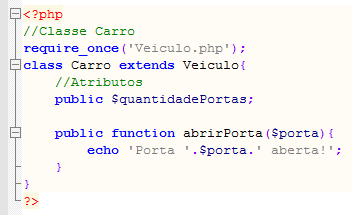 <?php
//Classe Carro
require_once('Veiculo.php');
class Carro extends Veiculo{
    //Atributos
    public $quantidadePortas;

    public function abrirPorta($porta){
        echo 'Porta '.$porta.' aberta!';
    }
}
?>